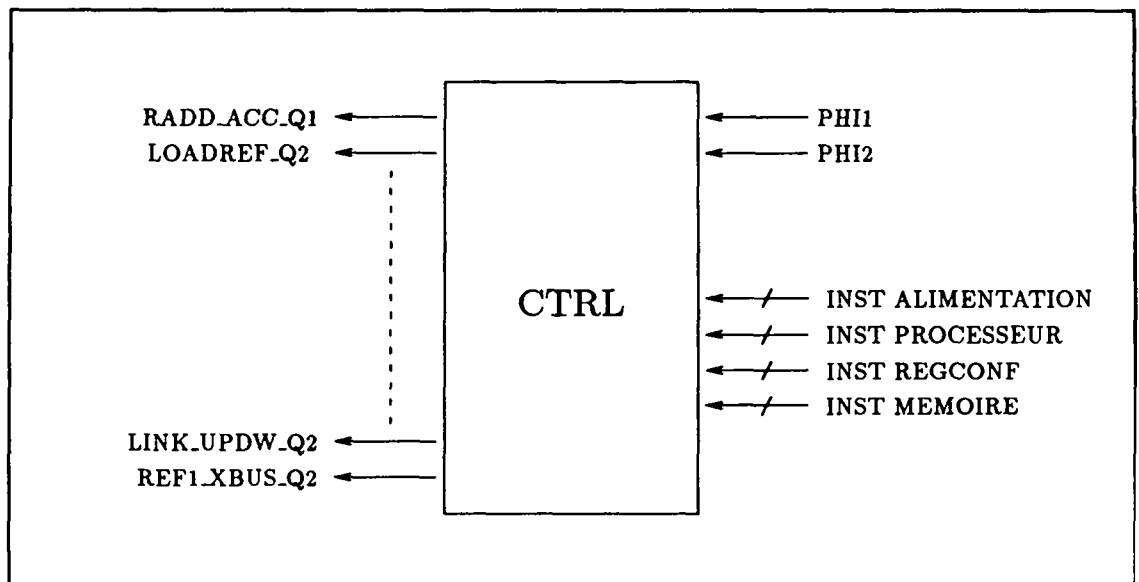 RADD_ACC_Q1
PHI1
LOADREF_Q2
PHI2
CTRL
INST ALIMENTATION
INST PROCESSEUR
INST REGCONF
INST MEMOIRE
LINK_UPDW_Q2
REF1_XBUS_Q2